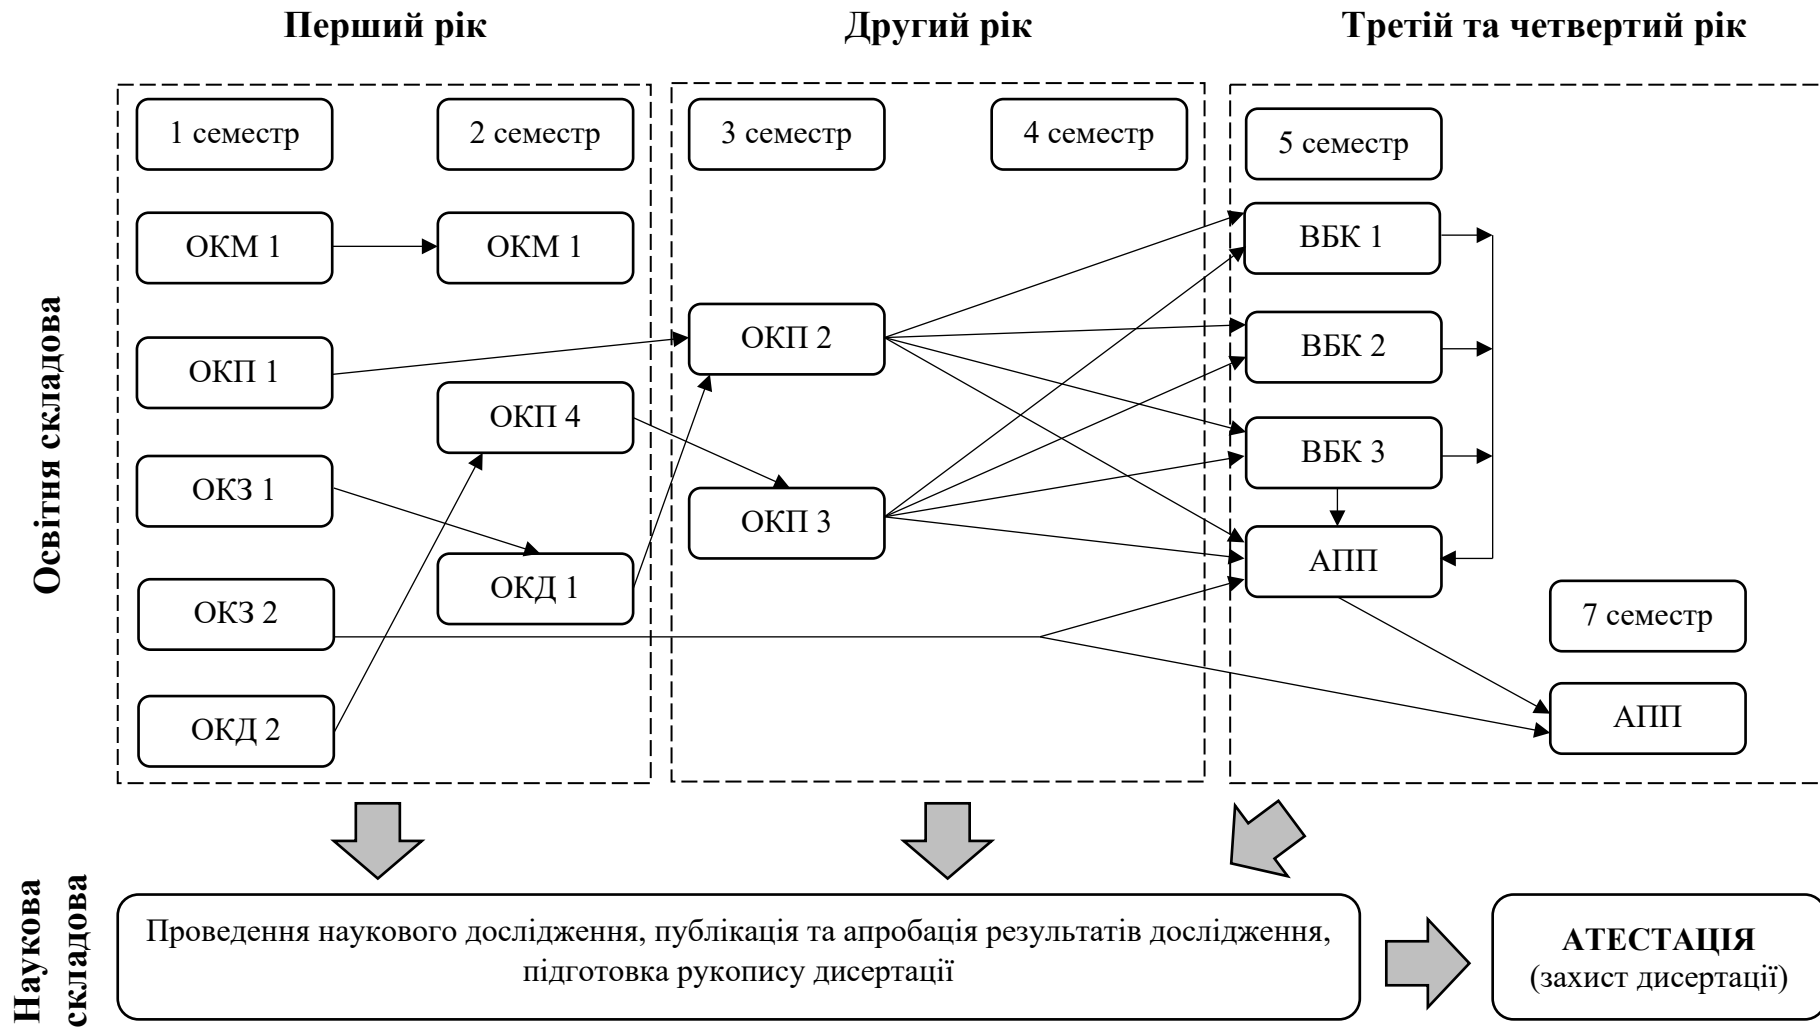 Перший рік
Другий рік
Третій та четвертий рік
Освітня складова
1 семестр
2 семестр
3 семестр
4 семестр
5 семестр
ОКМ 1
ОКМ 1
ВБК 1
ОКП 1
ОКП 2
ВБК 2
ОКП 4
ВБК 3
ОКЗ 1
ОКП 3
ОКД 1
АПП
ОКЗ 2
7 семестр
ОКД 2
АПП
Наукова
складова
Проведення наукового дослідження, публікація та апробація результатів дослідження,
підготовка рукопису дисертації
АТЕСТАЦІЯ
(захист дисертації)